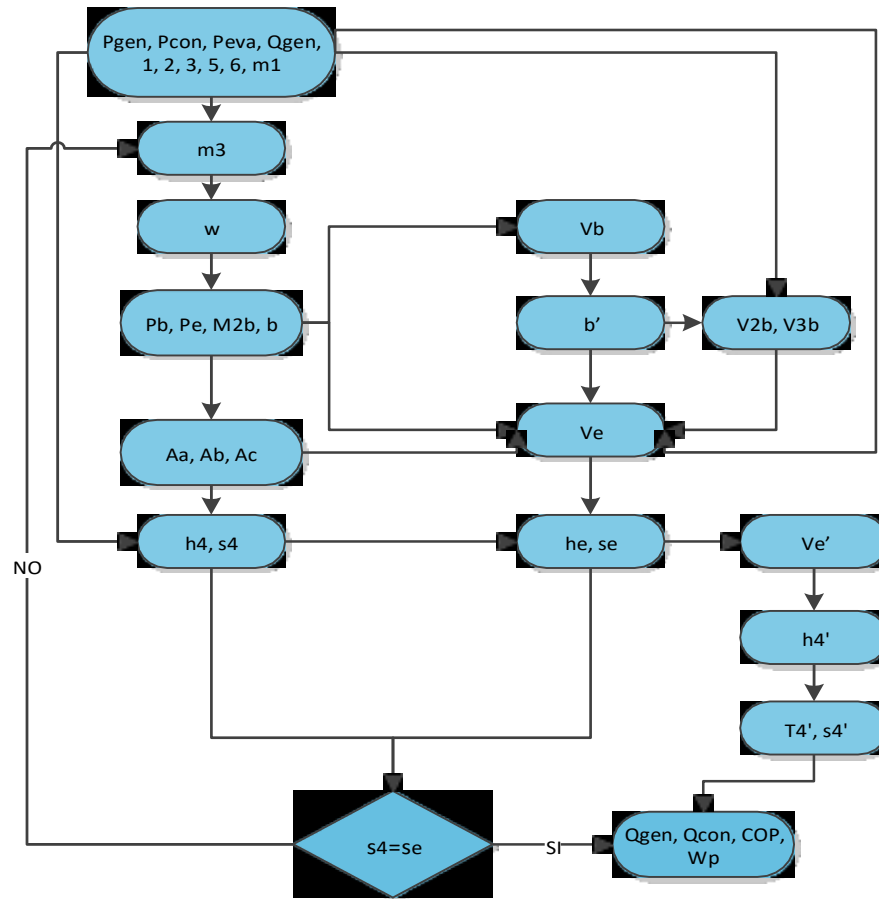 Pgen, Pcon, Peva, Qgen,
1, 2, 3, 5, 6, m1
m3
w
Vb
Pb, Pe, M2b, b
b’
V2b, V3b
Ve
Aa, Ab, Ac
h4, s4
he, se
Ve’
NO
h4'
T4', s4'
s4=se
SI
Qgen, Qcon, COP,
Wp